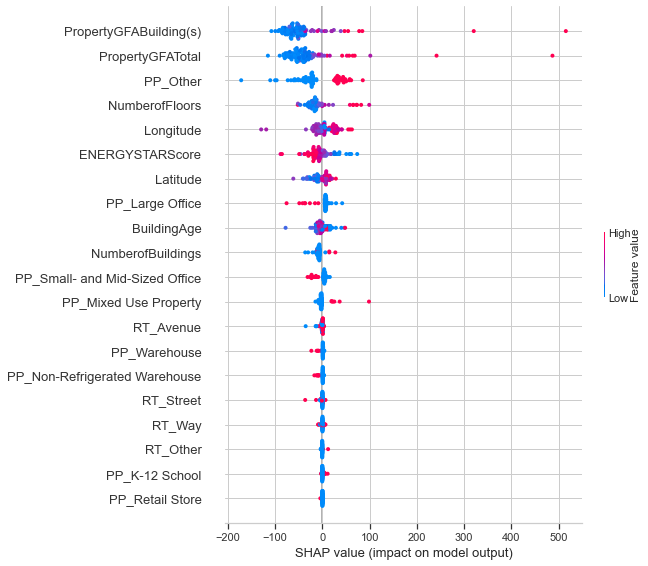 PropertyGFABuilding(s)
PropertyGFATotal
PP_Other
NumberofFloors
Longitude
ENERGYSTARScore
Latitude
PP_Large Office
BuildingAge
NumberofBuildings
PP_Small- and Mid-Sized Office
PP_Mixed Use Property
RT_Avenue
PP_Warehouse
PP_Non-Refrigerated Warehouse
RT_Street
RT_Way
RT_Other
PP_K-12 School
PP_Retail Store
−200 −100 0 100 200 300 400 500
SHAP value (impact on model output)
High
Low
Feature value